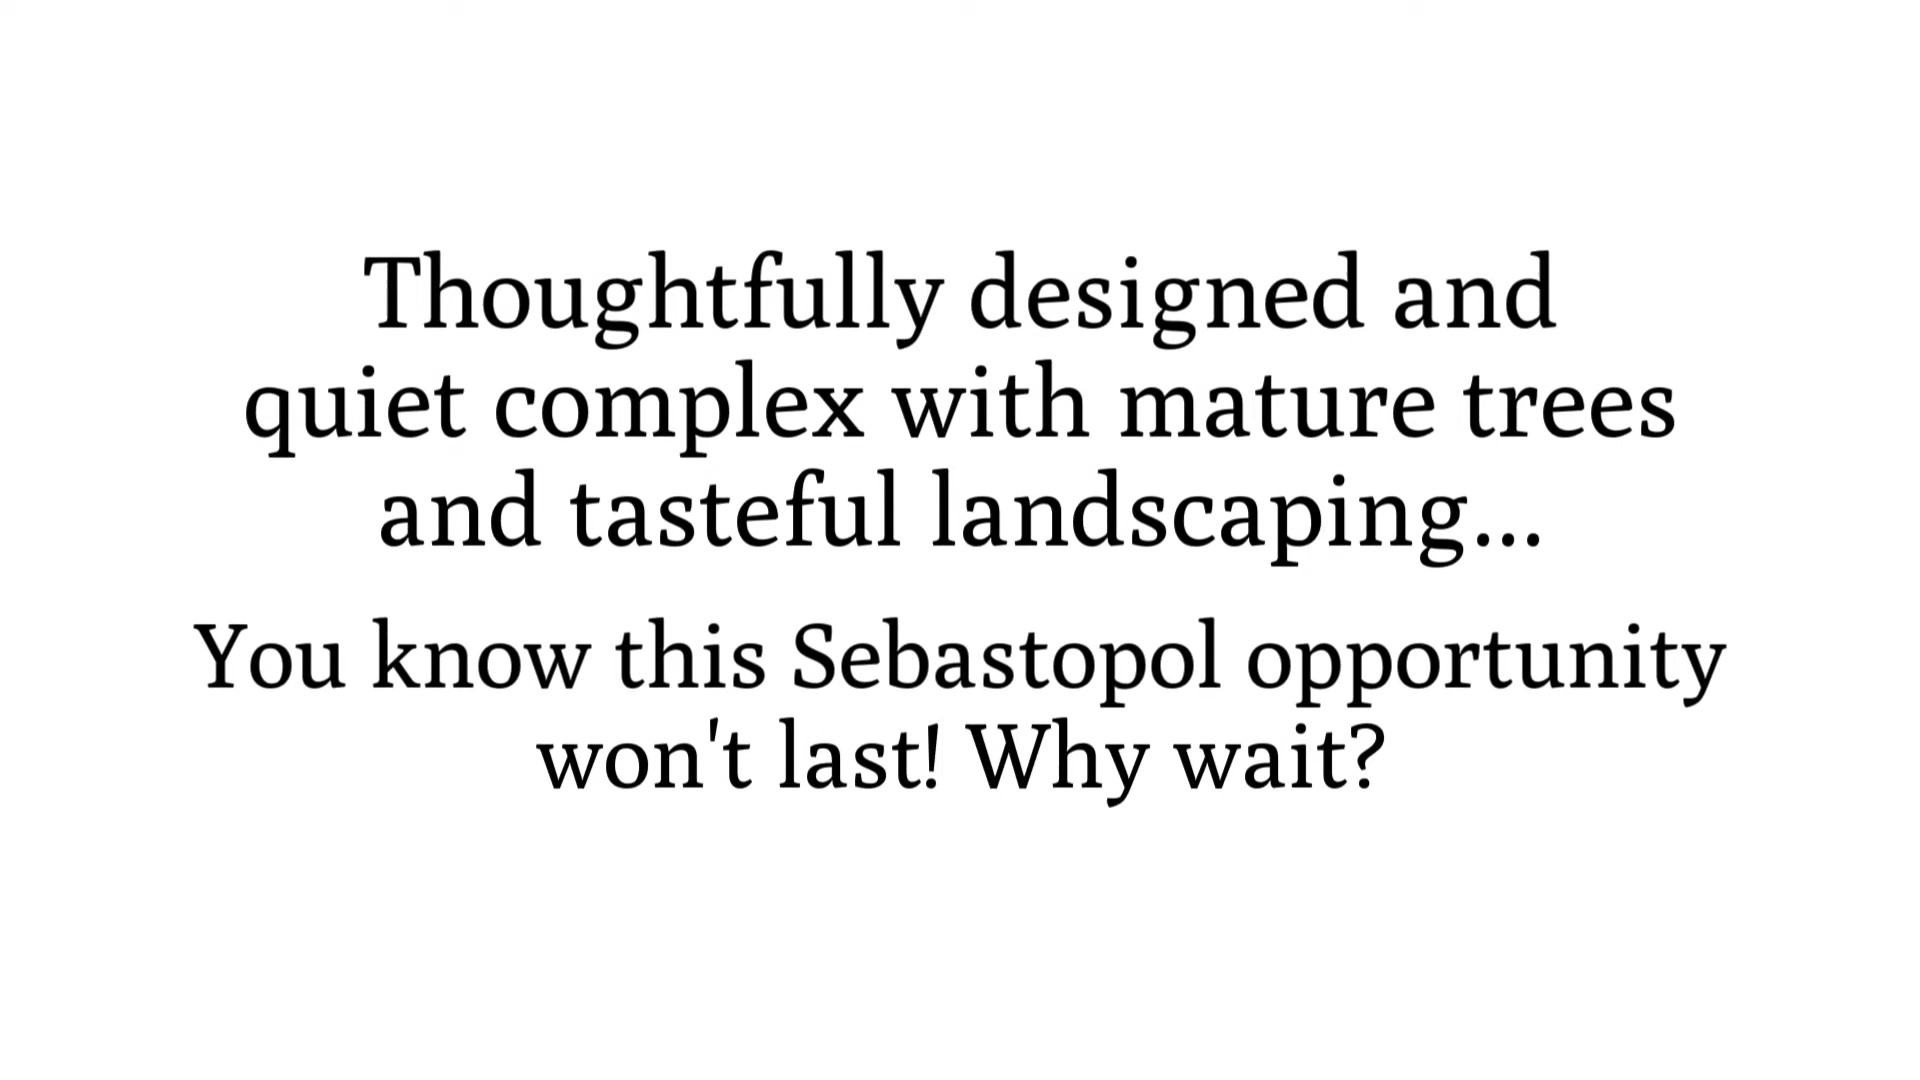 Thoughtfully designed and
quiet complex with mature trees
and tasteful landscaping...
You know this Sebastopol opportunity
won't last! Why wait?